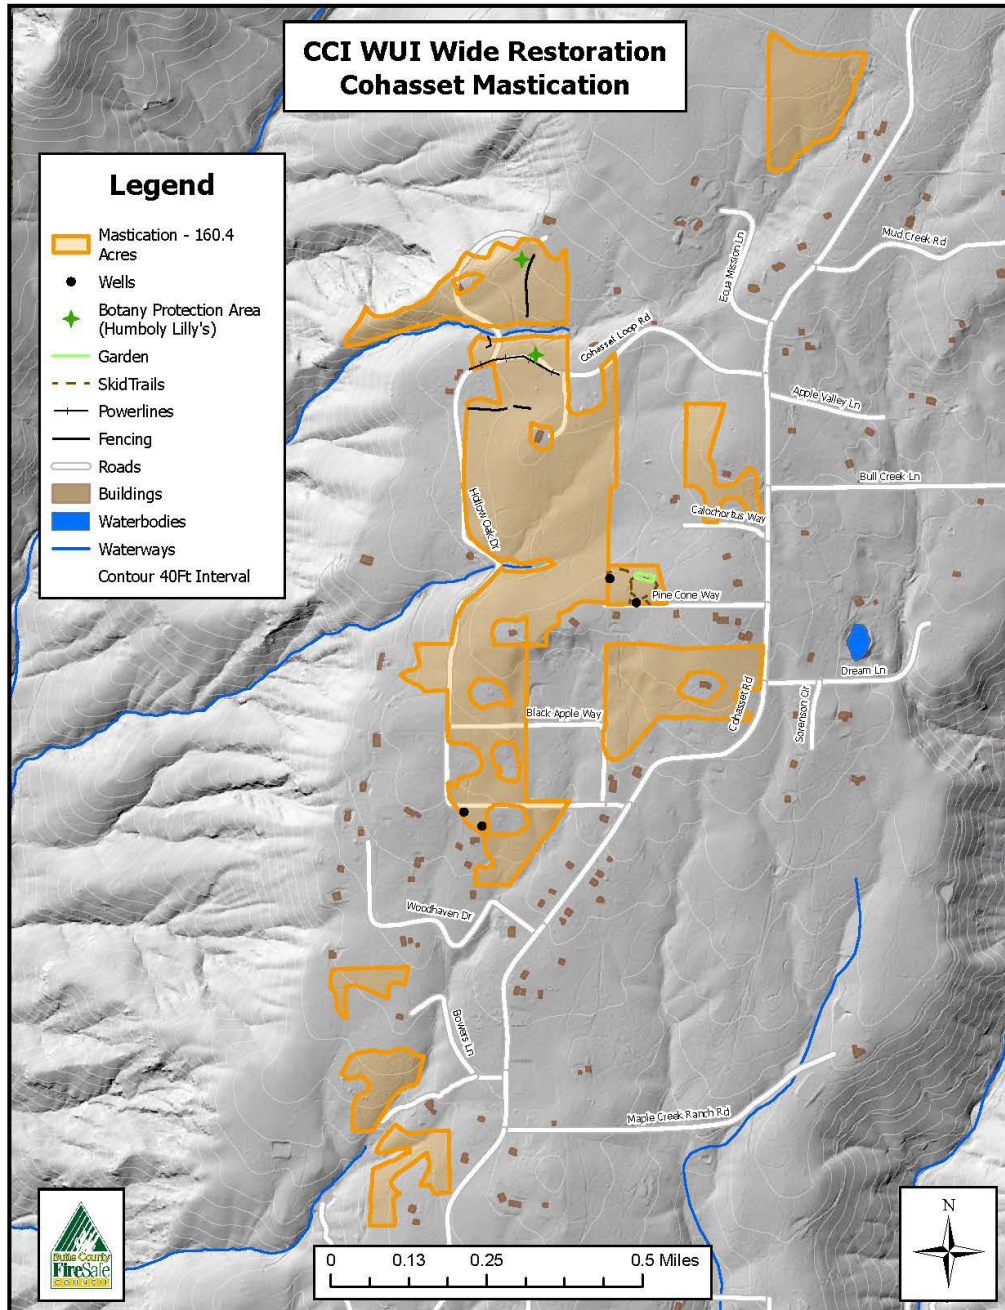 CCI WUI Wide Restoration
Cohasset Mastication
Legend
Mastication - 160.4
Acres
Wells
Botany Protection Area
(Humboly Lilly's)
Garden
SkidTrails
Powerlines
Fencing
Roads
Buildings
Waterbodies
Waterways
Contour 40Ft Interval
Mud Creek Rd
Ecua Mission Ln
Cohasset Loop Rd
Apple Valley Ln
Bull Creek Ln
Calochortus Way
Hollow Oak Dr
Pine Cone Way
Dream Ln
Cohasset Rd
Sorenson Cir
Black Apple Way
Woodhaven Dr
Bowers Ln
Maple Creek Ranch Rd
Butte County
FireSafe
COUNCIL
0 0.13 0.25 0.5 Miles
N